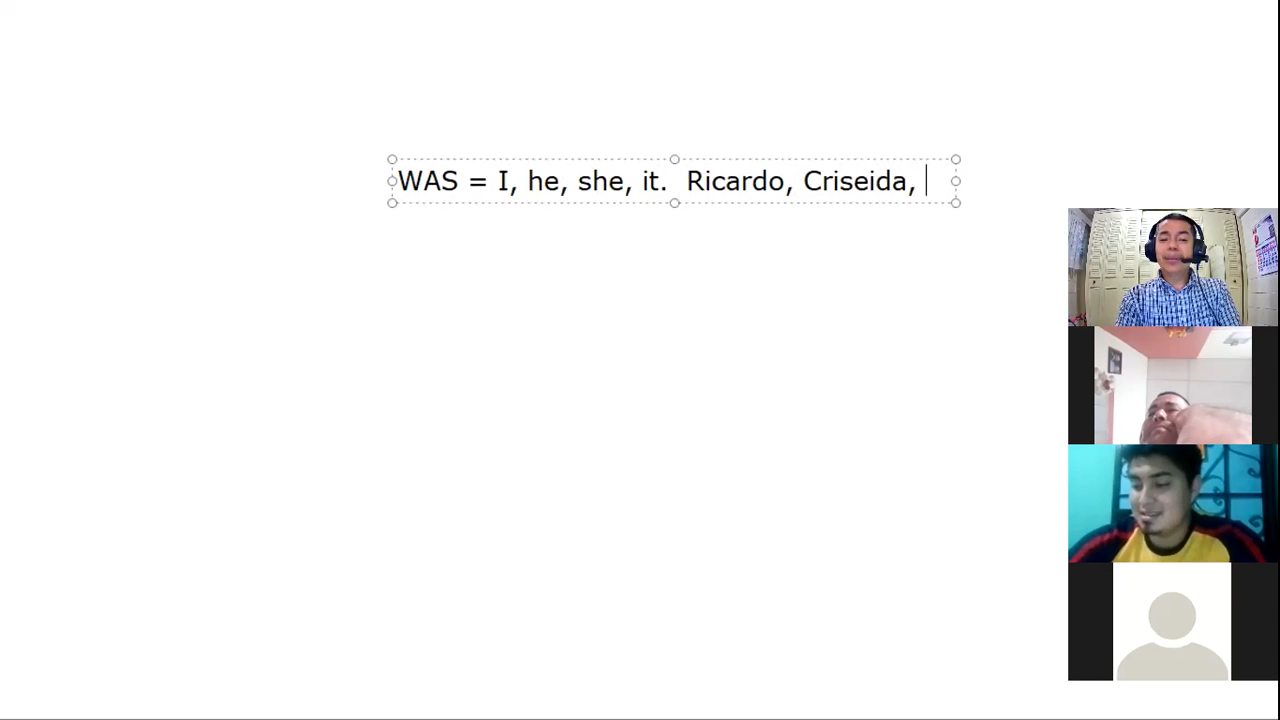 WAS = I, he, she, it.  Ricardo, Criseida,